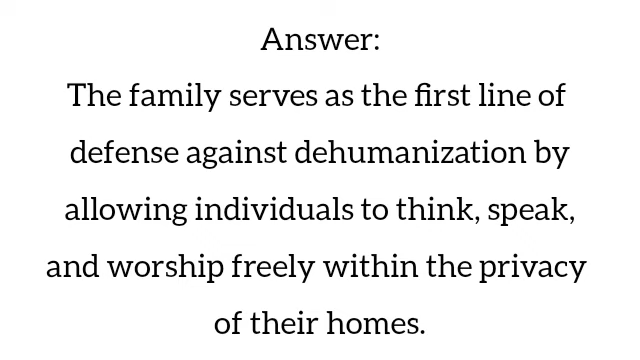 Answer:
The family serves as the first line of
defense against dehumanization by
allowing individuals to think, speak,
and worship freely within the privacy
of their homes.